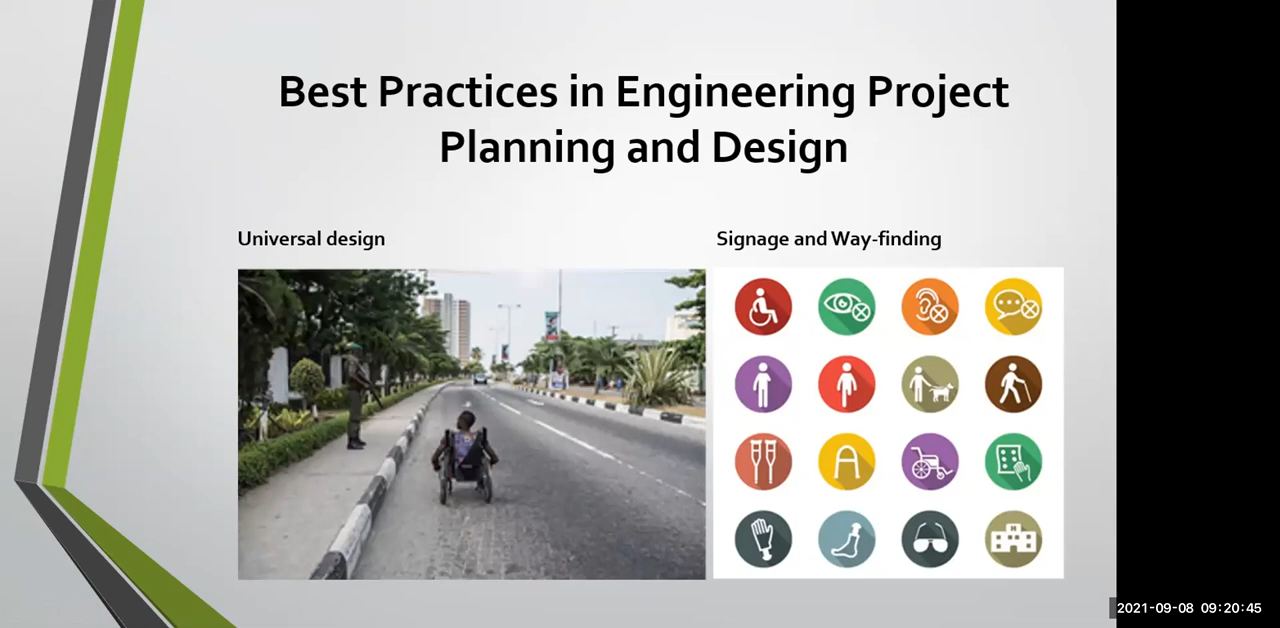 Best Practices in Engineering Project
Planning and Design
Universal design
Signage and Way-finding
2021-09-08 09:20:45